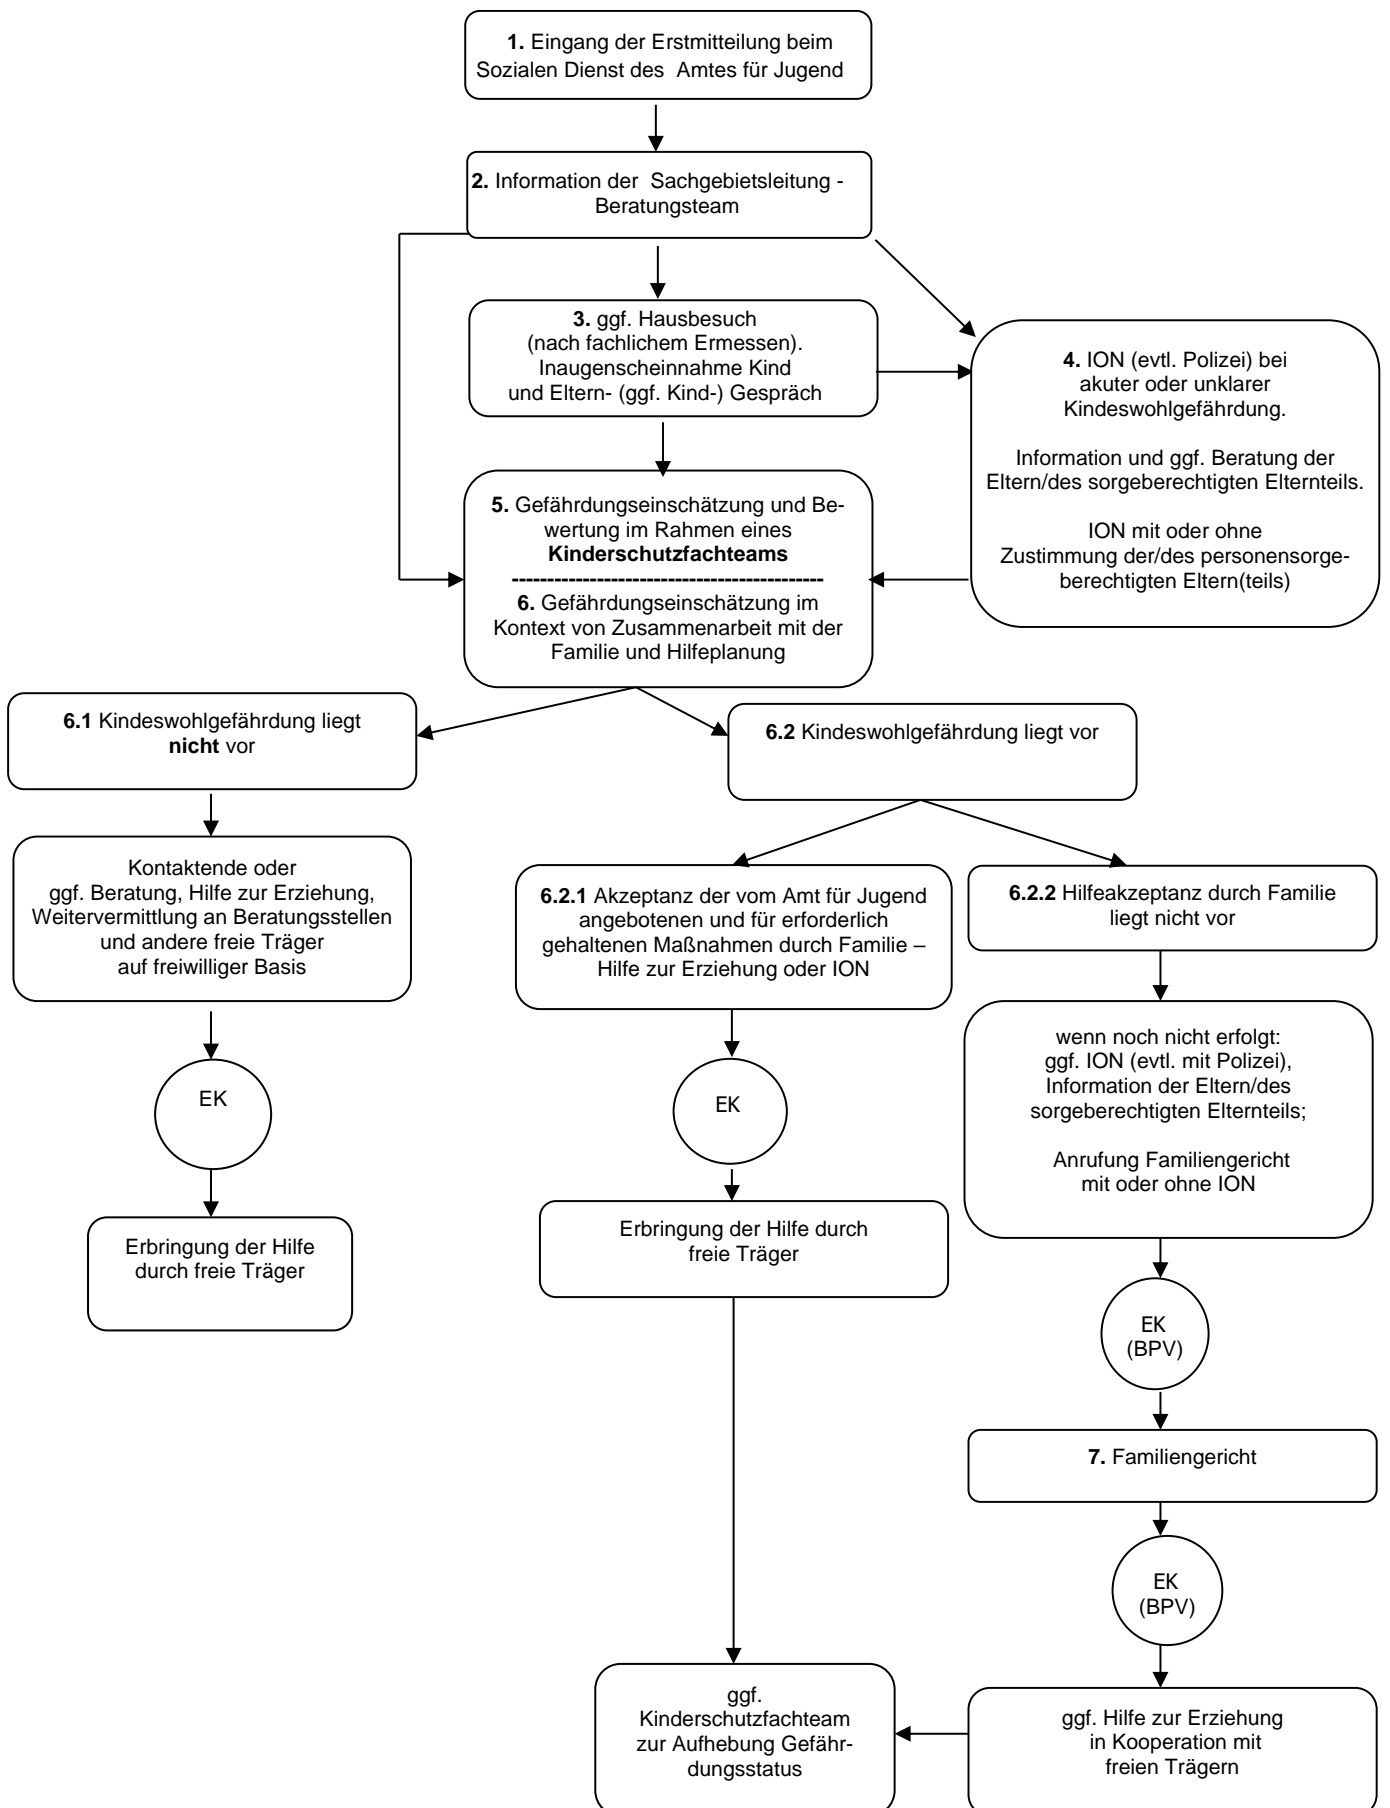 1. Eingang der Erstmitteilung beim
Sozialen Dienst des Amtes für Jugend
2. Information der Sachgebietsleitung -
Beratungsteam
3. ggf. Hausbesuch
(nach fachlichem Ermessen).
Inaugenscheinnahme Kind
und Eltern- (ggf. Kind-) Gespräch
4. ION (evtl. Polizei) bei
akuter oder unklarer
Kindeswohlgefährdung.
Information und ggf. Beratung der
Eltern/des sorgeberechtigten Elternteils.
ION mit oder ohne
Zustimmung der/des personensorge-
berechtigten Eltern(teils)
5. Gefährdungseinschätzung und Be-
wertung im Rahmen eines
Kinderschutzfachteams
--------------------------------------------
6. Gefährdungseinschätzung im
Kontext von Zusammenarbeit mit der
Familie und Hilfeplanung
6.1 Kindeswohlgefährdung liegt
nicht vor
6.2 Kindeswohlgefährdung liegt vor
Kontaktende oder
ggf. Beratung, Hilfe zur Erziehung,
Weitervermittlung an Beratungsstellen
und andere freie Träger
auf freiwilliger Basis
6.2.1 Akzeptanz der vom Amt für Jugend
angebotenen und für erforderlich
gehaltenen Maßnahmen durch Familie –
Hilfe zur Erziehung oder ION
6.2.2 Hilfeakzeptanz durch Familie
liegt nicht vor
wenn noch nicht erfolgt:
ggf. ION (evtl. mit Polizei),
Information der Eltern/des
sorgeberechtigten Elternteils;
Anrufung Familiengericht
mit oder ohne ION
EK
EK
Erbringung der Hilfe
durch freie Träger
Erbringung der Hilfe durch
freie Träger
EK
(BPV)
7. Familiengericht
EK
(BPV)
ggf.
Kinderschutzfachteam
zur Aufhebung Gefähr-
dungsstatus
ggf. Hilfe zur Erziehung
in Kooperation mit
freien Trägern